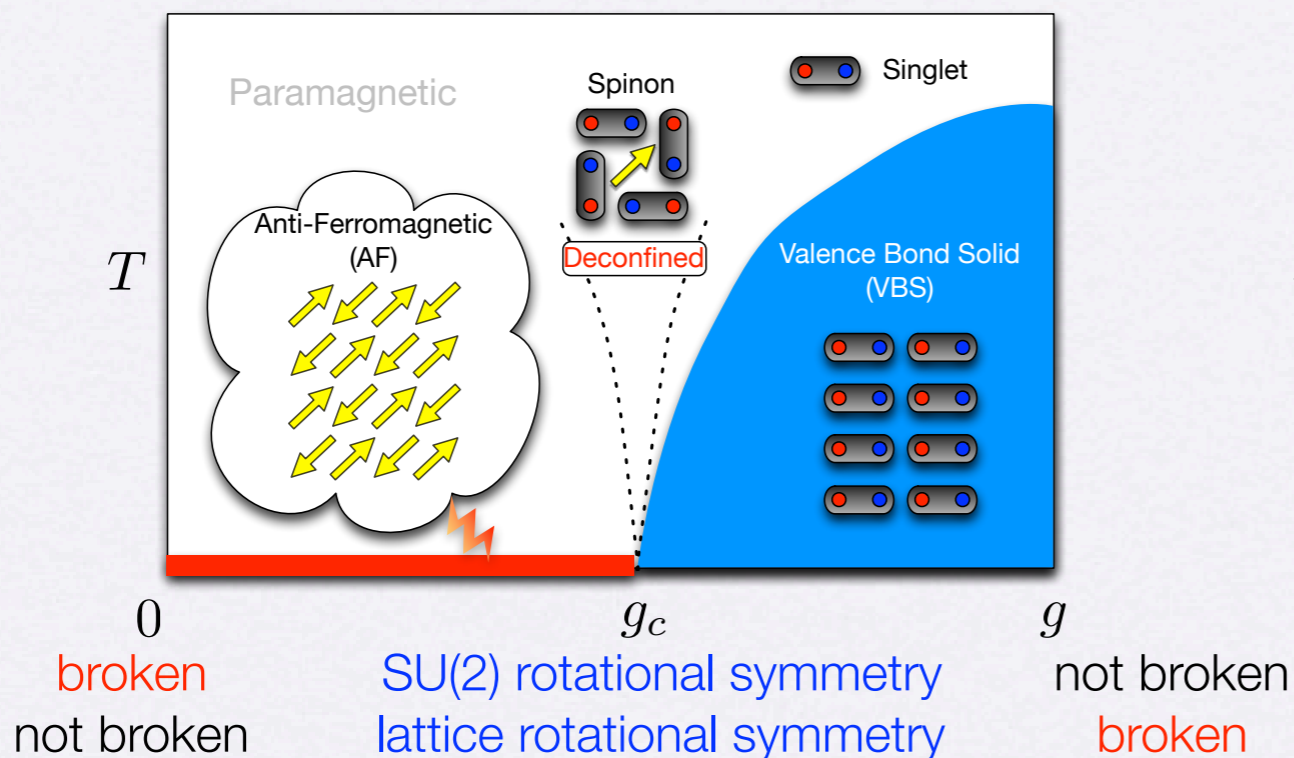 Singlet
Spinon
Paramagnetic
Anti-Ferromagnetic
(AF)
Deconfined
Valence Bond Solid
(VBS)
T
0
g_c
g
broken SU(2) rotational symmetry not broken
not broken lattice rotational symmetry broken